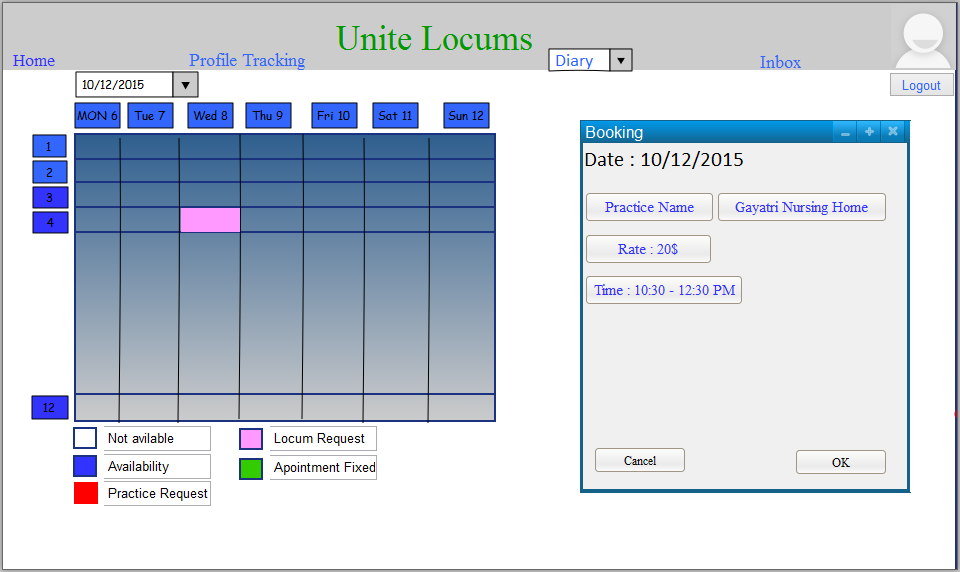 Unite Locums
Home
Profile Tracking
Diary
Inbox
Logout
10/12/2015
MON 6
Tue 7
Wed 8
Thu 9
Fri 10
Sat 11
Sun 12
1
2
3
4
12
Not avilable
Availability
Practice Request
Locum Request
Apointment Fixed
Booking
Date : 10/12/2015
Practice Name
Gayatri Nursing Home
Rate : 20$
Time : 10:30 - 12:30 PM
Cancel
OK